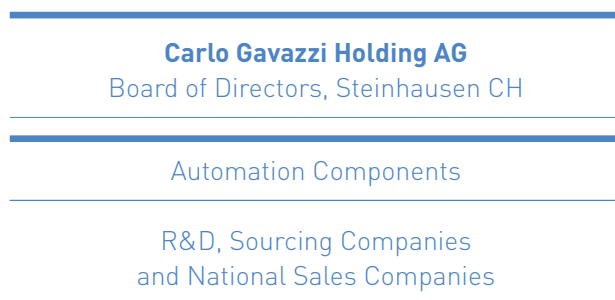 Carlo Gavazzi Holding AG
Board of Directors, Steinhausen CH
Automation Components
R&D, Sourcing Companies
and National Sales Companies